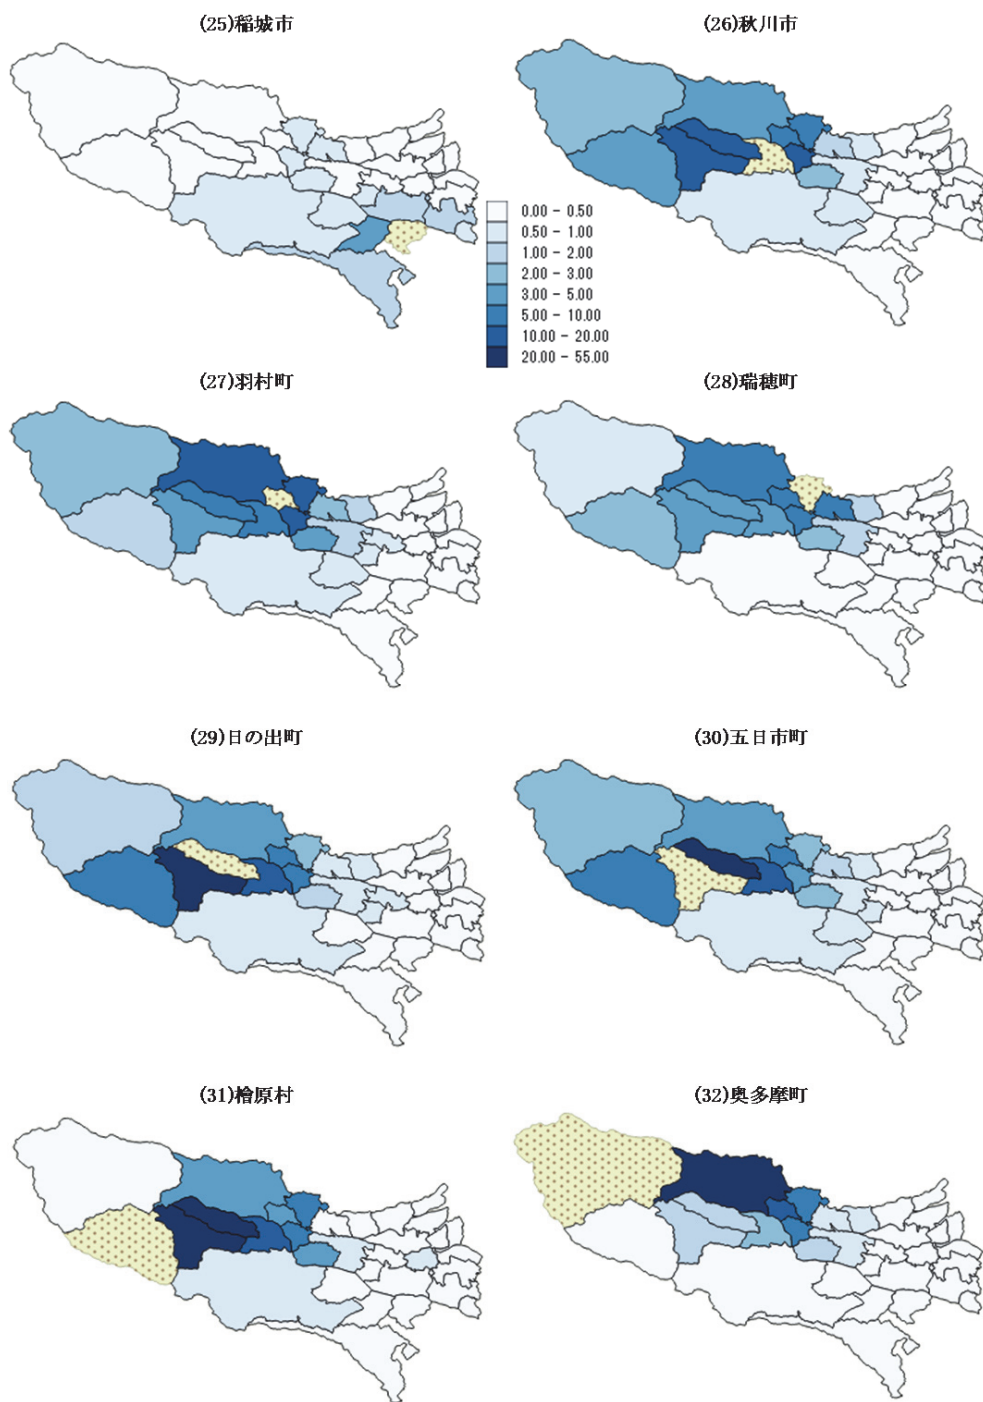 (25)稲城市
(26)秋川市
0.00 - 0.50
0.50 - 1.00
1.00 - 2.00
2.00 - 3.00
3.00 - 5.00
5.00 - 10.00
10.00 - 20.00
20.00 - 55.00
(27)羽村町
(28)瑞穂町
(29)日の出町
(30)五日市町
(31)檜原村
(32)奥多摩町